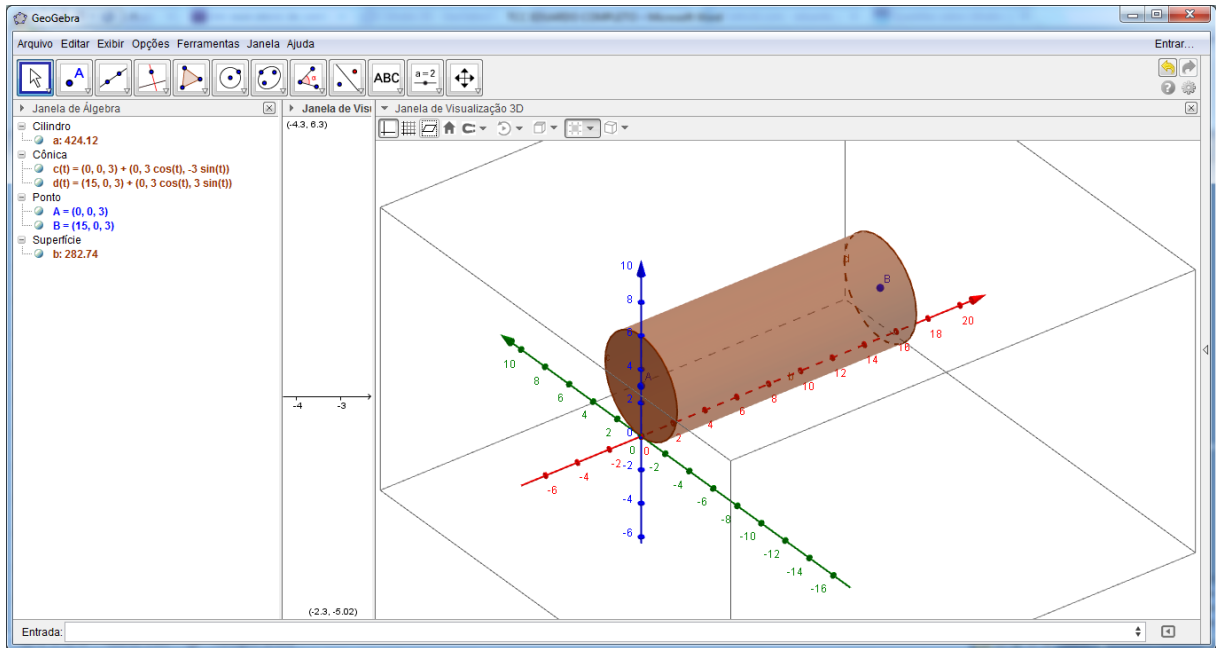 GeoGebra
Arquivo Editar Exibir Opções Ferramentas Janela Ajuda
Entrar...
A
ABC
a=2
Janela de Álgebra
Janela de Visu
Janela de Visualização 3D
Cilindro
a: 424.12
Cônica
c(t) = (0, 0, 3) + (0, 3 cos(t), -3 sin(t))
d(t) = (15, 0, 3) + (0, 3 cos(t), 3 sin(t))
Ponto
A = (0, 0, 3)
B = (15, 0, 3)
Superfície
b: 282.74
(-4.3, 6.3)
-4 -3
(-2.3, -5.02)
10
8
6
4
2
0
-2
-4
-6
10
8
6
4
2
0
-2
-4
-6
-8
-10
-12
-14
-16
-6
-4
-2
0
2
4
6
8
10
12
14
16
18
20
A
B
d
b
Entrada: